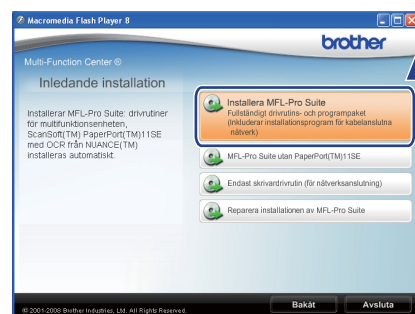 Macromedia Flash Player 8
brother
Multi-Function Center ®
Inledande installation
Installerar MFL-Pro Suite: drivrutiner
för multifunktionsenheten,
ScanSoft(TM) PaperPort(TM)11SE
med OCR från NUANCE(TM)
installeras automatiskt.
Installera MFL-Pro Suite
Fullständigt drivrutins- och programpaket
(Inkluderar installationsprogram för kabelanslutna
nätverk)
MFL-Pro Suite utan PaperPort(TM)11SE
Endast skrivardrivrutin (för nätverksanslutning)
Reparera installationen av MFL-Pro Suite
© 2001-2008 Brother Industries, Ltd. All Rights Reserved.
Bakåt
Avsluta